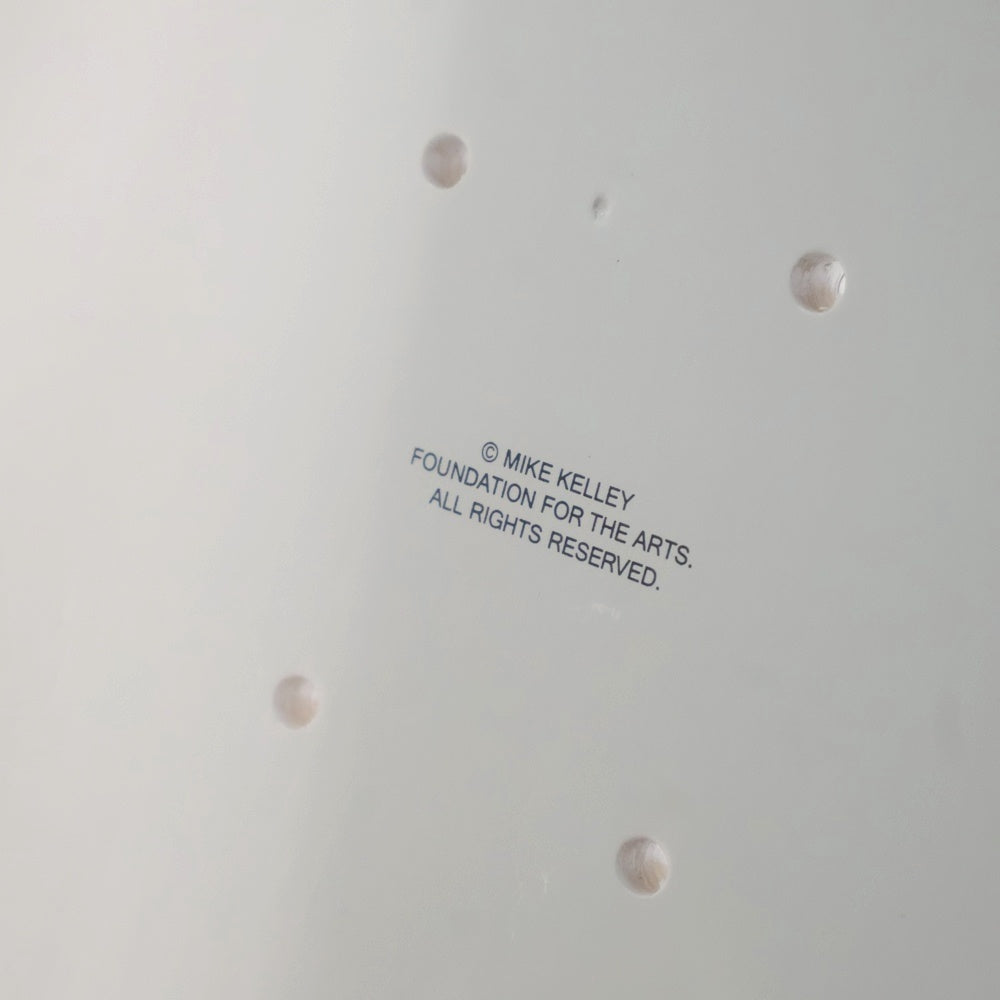 © MIKE KELLEY
FOUNDATION FOR THE ARTS.
ALL RIGHTS RESERVED.